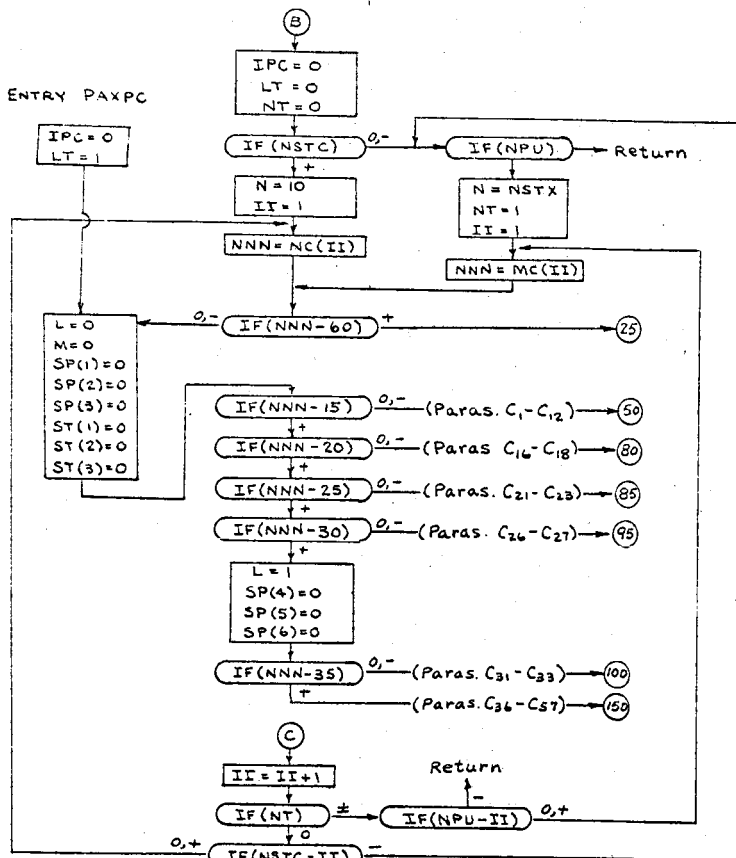 B
IPC=0
LT=0
NT=0
ENTRY PAXPC
IPC=0
LT=1
IF(NSTC)
0,-
IF(NPU)
Return
+
N=10
II=1
N=NSTX
NT=1
II=1
NNN=NC(II)
NNN=MC(II)
0,-
IF(NNN-60)
+
25
L=0
M=0
SP(1)=0
SP(2)=0
SP(3)=0
ST(1)=0
ST(2)=0
ST(3)=0
IF(NNN-15)
0,-
(Paras. C1-C12)
50
+
IF(NNN-20)
0,-
(Paras C16-C18)
80
+
IF(NNN-25)
0,-
(Paras. C21-C23)
85
+
IF(NNN-30)
0,-
(Paras. C26-C27)
95
+
L=1
SP(4)=0
SP(5)=0
SP(6)=0
IF(NNN-35)
0,-
(Paras. C31-C33)
100
+
(Paras. C36-C57)
150
C
II=II+1
Return
-
IF(NT)
±
IF(NPU-II)
0,+
0
0,+
IF(NSTC-II)
-